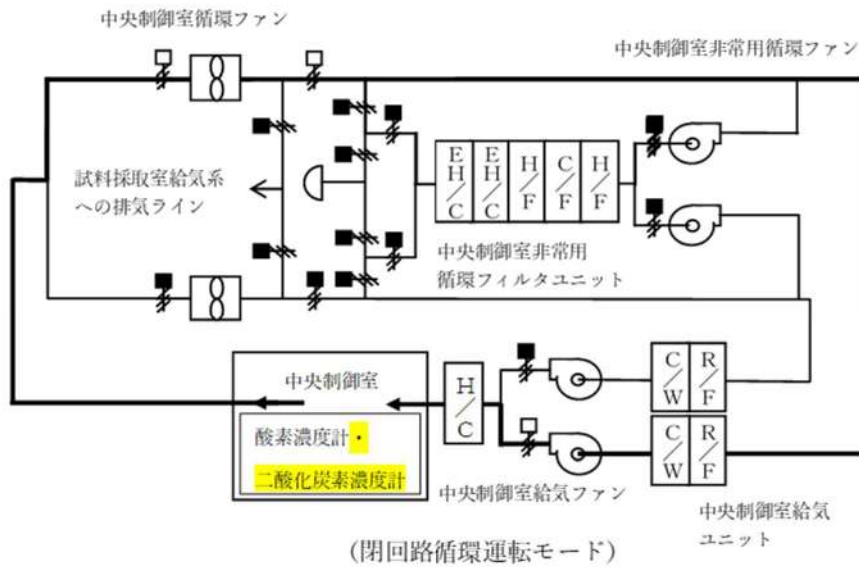 中央制御室循環ファン
中央制御室非常用循環ファン
試料採取室給気系
への排気ライン
EH/C
EH/C
H/F
C/F
H/F
中央制御室非常用
循環フィルタユニット
中央制御室
酸素濃度計・
二酸化炭素濃度計
H/C
C/W
R/F
C/W
R/F
中央制御室給気ファン
中央制御室給気
ユニット
(閉回路循環運転モード)